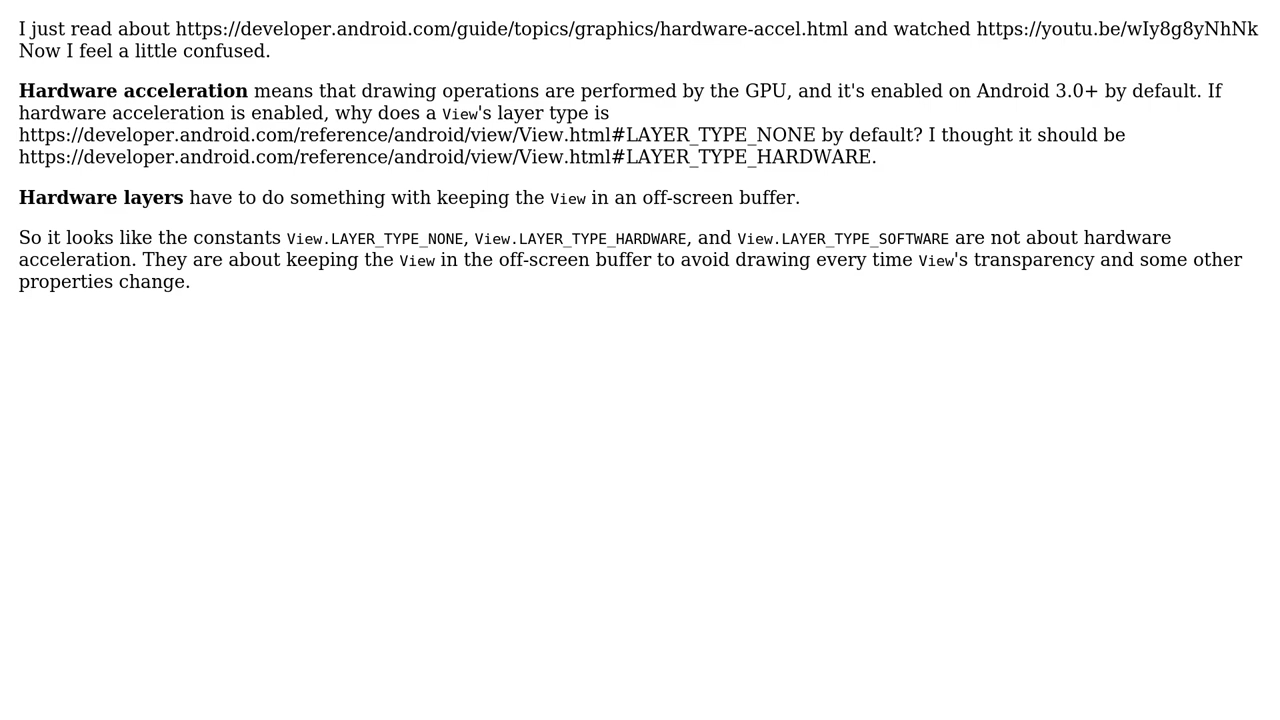 I just read about https://developer.android.com/guide/topics/graphics/hardware-accel.html and watched https://youtu.be/wIy8g8yNhNk
Now I feel a little confused.
Hardware acceleration means that drawing operations are performed by the GPU, and it's enabled on Android 3.0+ by default. If
hardware acceleration is enabled, why does a View's layer type is
https://developer.android.com/reference/android/view/View.html#LAYER_TYPE_NONE by default? I thought it should be
https://developer.android.com/reference/android/view/View.html#LAYER_TYPE_HARDWARE.
Hardware layers have to do something with keeping the View in an off-screen buffer.
So it looks like the constants View.LAYER_TYPE_NONE, View.LAYER_TYPE_HARDWARE, and View.LAYER_TYPE_SOFTWARE are not about hardware
acceleration. They are about keeping the View in the off-screen buffer to avoid drawing every time View's transparency and some other
properties change.